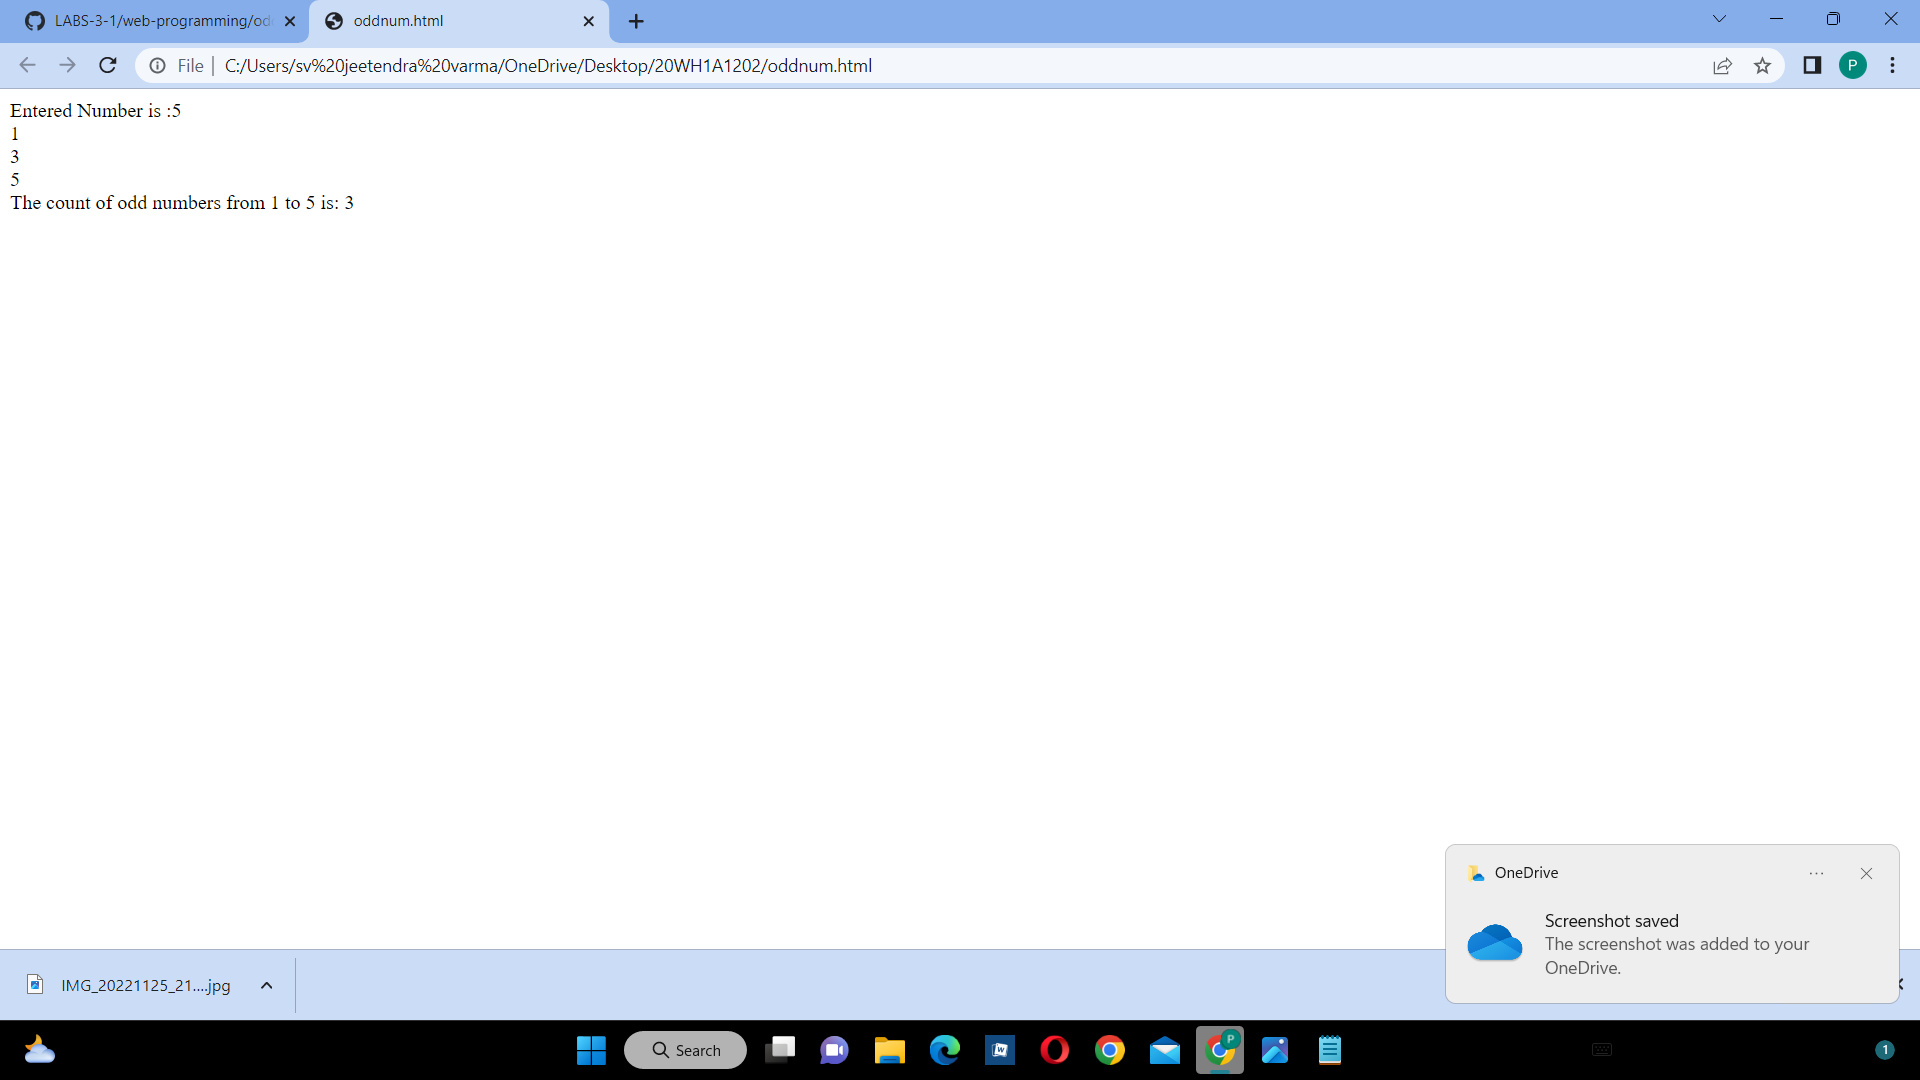 LABS-3-1/web-programming/od
oddnum.html
File
C:/Users/sv%20jeetendra%20varma/OneDrive/Desktop/20WH1A1202/oddnum.html
P
Entered Number is :5
1
3
5
The count of odd numbers from 1 to 5 is: 3
OneDrive
Screenshot saved
The screenshot was added to your
OneDrive.
IMG_20221125_21....jpg
Search
W
P
1